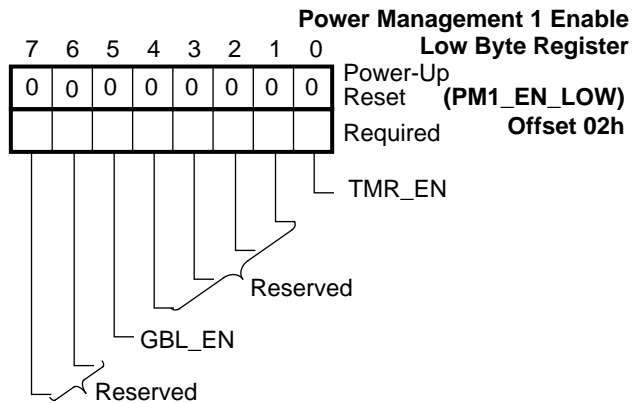 Power Management 1 Enable
Low Byte Register
(PM1_EN_LOW)
Offset 02h
7 6 5 4 3 2 1 0
0 0 0 0 0 0 0 0
Power-Up
Reset
Required
TMR_EN
Reserved
GBL_EN
Reserved